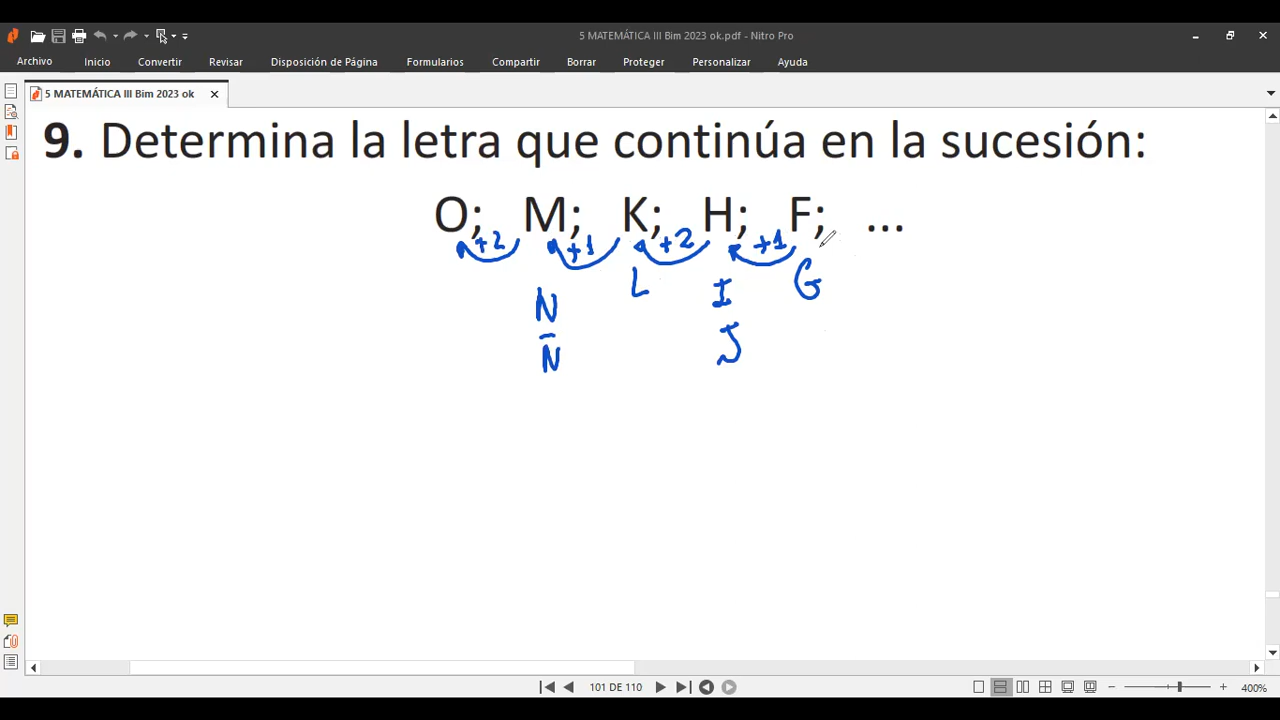 5 MATEMÁTICA III Bim 2023 ok.pdf - Nitro Pro
Archivo Inicio Convertir Revisar Disposición de Página Formularios Compartir Borrar Proteger Personalizar Ayuda
5 MATEMÁTICA III Bim 2023 ok
9. Determina la letra que continúa en la sucesión:
O; M; K; H; F; ...
+2 +1 +2 +1
N L I G
Ñ J
101 DE 110
400%